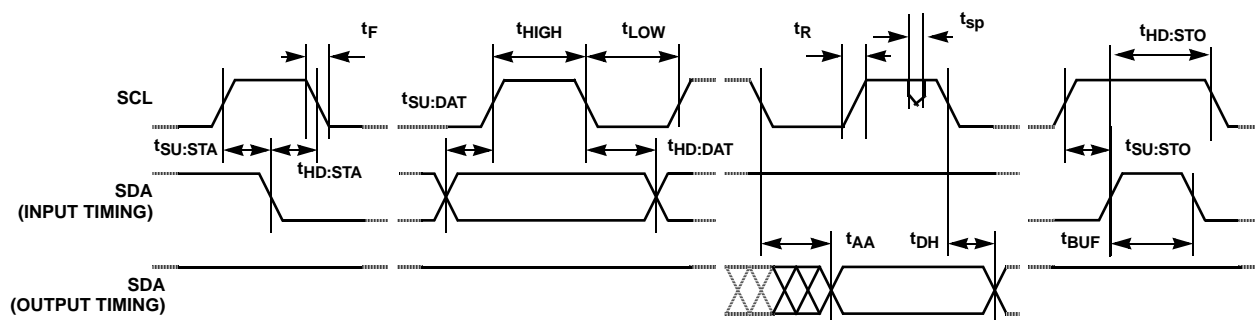 tF
tHIGH
tLOW
tR
tsp
tHD:STO
SCL
tSU:DAT
tSU:STA
tHD:STA
tHD:DAT
tSU:STO
SDA
(INPUT TIMING)
tAA
tDH
tBUF
SDA
(OUTPUT TIMING)